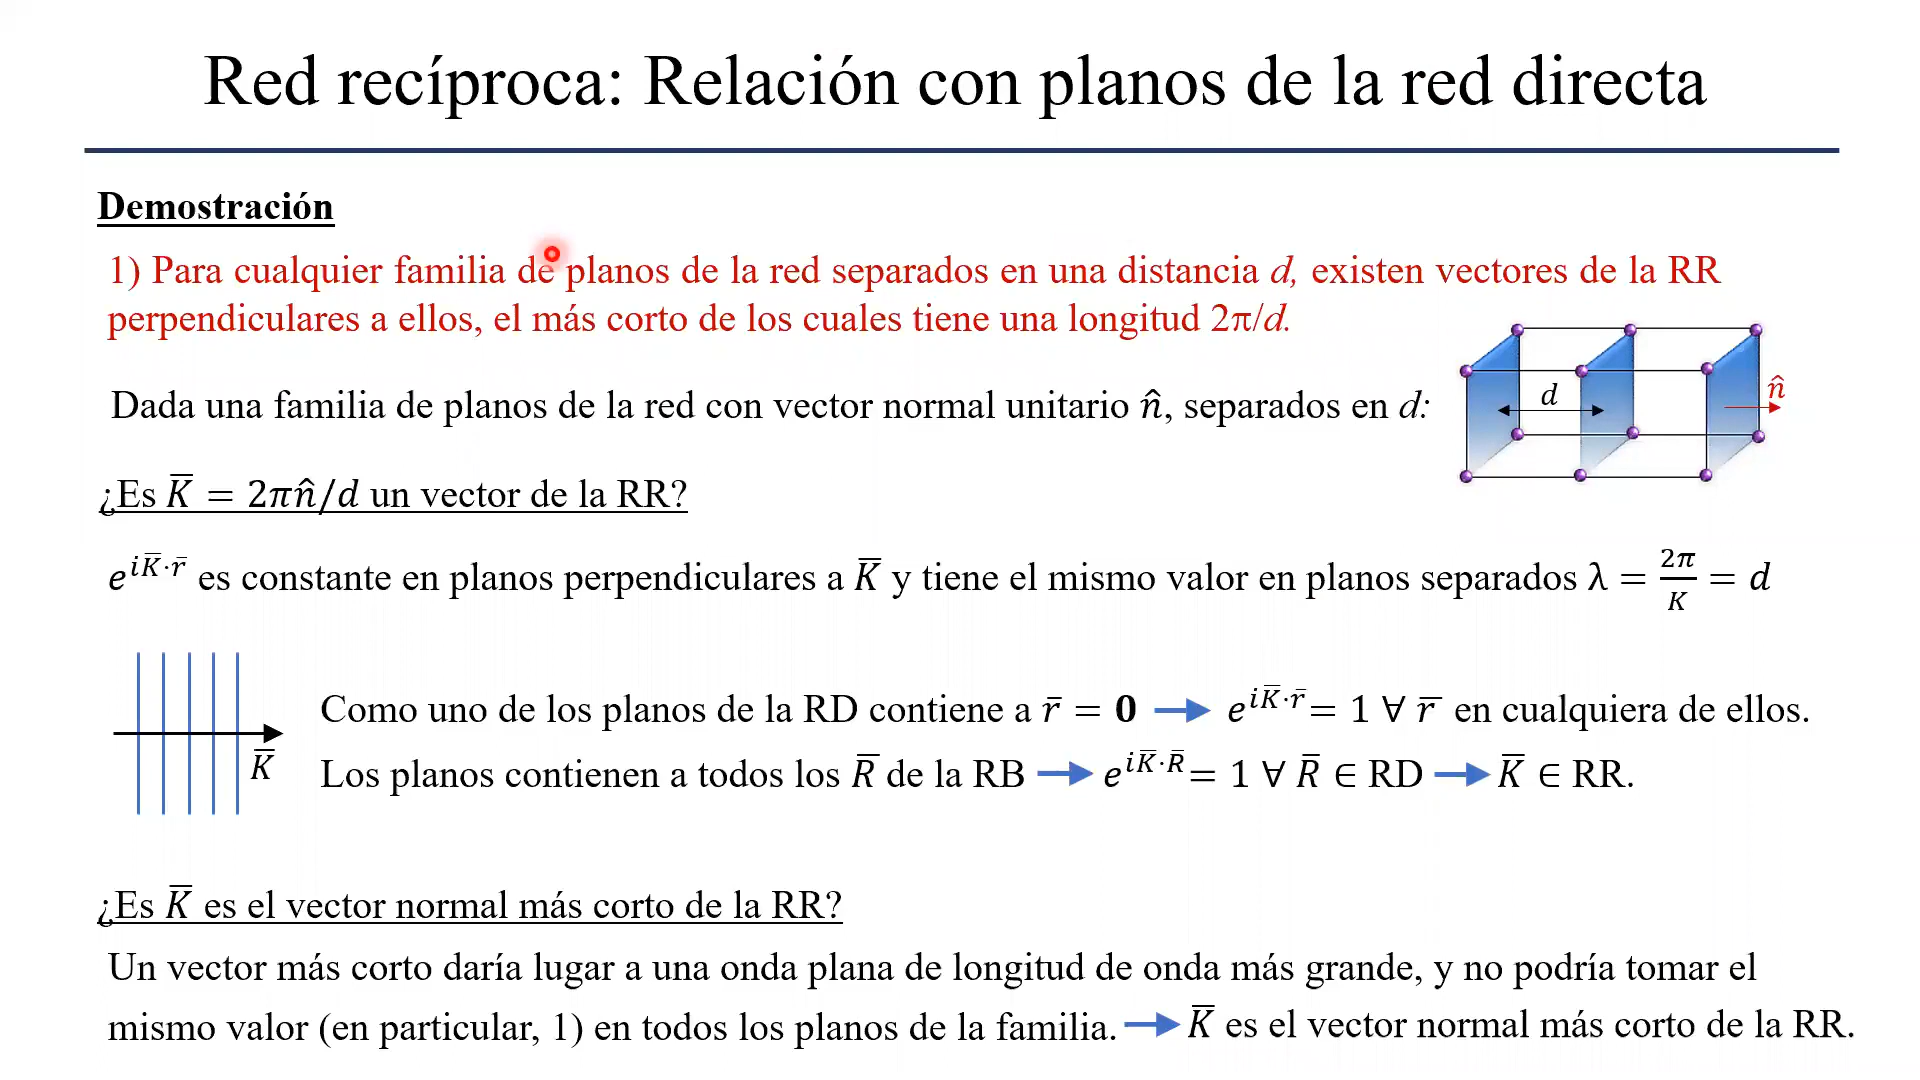 Red recíproca: Relación con planos de la red directa
Demostración
1) Para cualquier familia de planos de la red separados en una distancia d, existen vectores de la RR
perpendiculares a ellos, el más corto de los cuales tiene una longitud 2π/d.
Dada una familia de planos de la red con vector normal unitario n̂, separados en d:
d
n̂
¿Es K̅ = 2πn̂/d un vector de la RR?
e^{iK̅·r̅} es constante en planos perpendiculares a K̅ y tiene el mismo valor en planos separados λ = 2π/K = d
K̅
Como uno de los planos de la RD contiene a r̅ = 0 → e^{iK̅·r̅} = 1 ∀ r̅ en cualquiera de ellos.
Los planos contienen a todos los R̅ de la RB → e^{iK̅·R̅} = 1 ∀ R̅ ∈ RD → K̅ ∈ RR.
¿Es K̅ es el vector normal más corto de la RR?
Un vector más corto daría lugar a una onda plana de longitud de onda más grande, y no podría tomar el
mismo valor (en particular, 1) en todos los planos de la familia. → K̅ es el vector normal más corto de la RR.